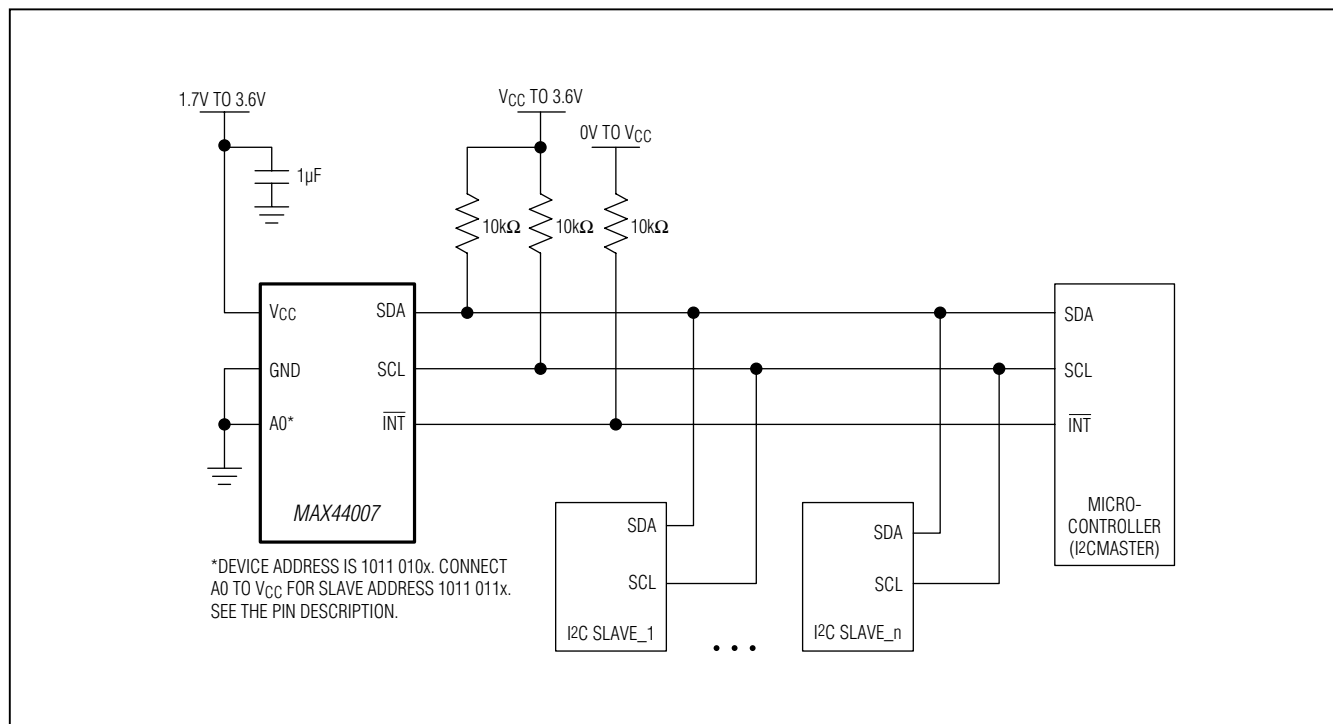 1.7V TO 3.6V
VCC TO 3.6V
0V TO VCC
1µF
10kΩ
10kΩ
10kΩ
VCC
SDA
GND
SCL
A0*
INT
MAX44007
SDA
SCL
INT
MICRO-
CONTROLLER
(I2CMASTER)
SDA
SCL
I2C SLAVE_1
• • •
SDA
SCL
I2C SLAVE_n
*DEVICE ADDRESS IS 1011 010x. CONNECT
A0 TO VCC FOR SLAVE ADDRESS 1011 011x.
SEE THE PIN DESCRIPTION.